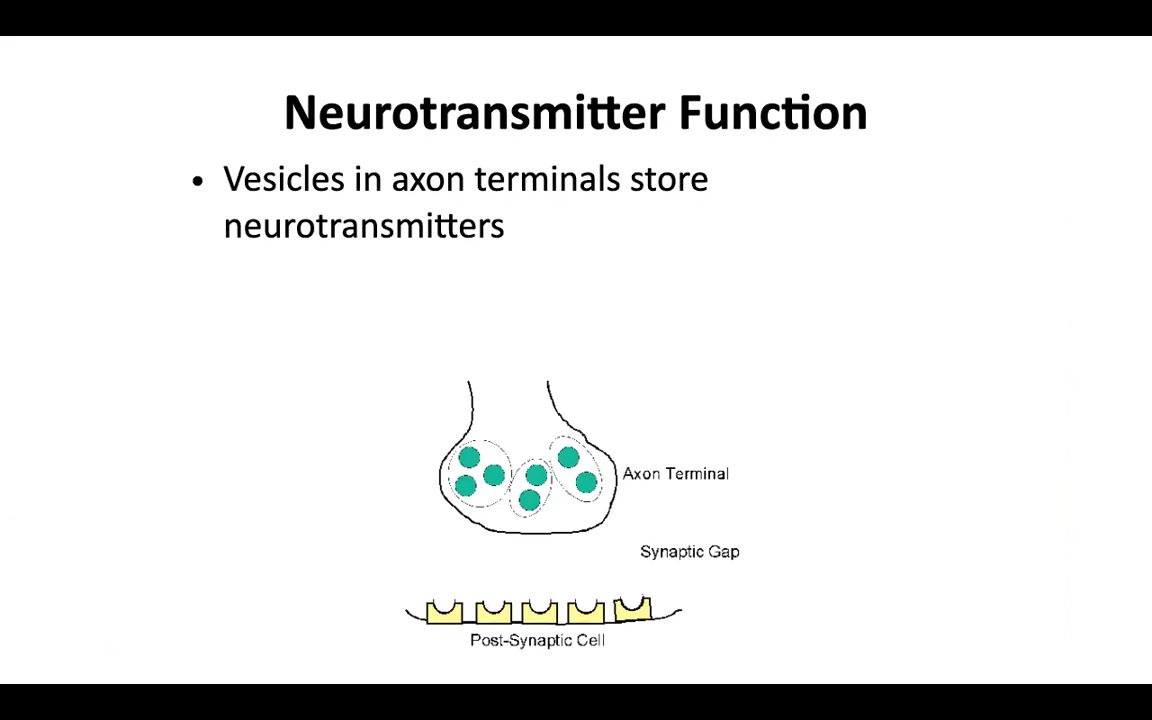 Neurotransmitter Function
• Vesicles in axon terminals store
neurotransmitters
Axon Terminal
Synaptic Gap
Post-Synaptic Cell